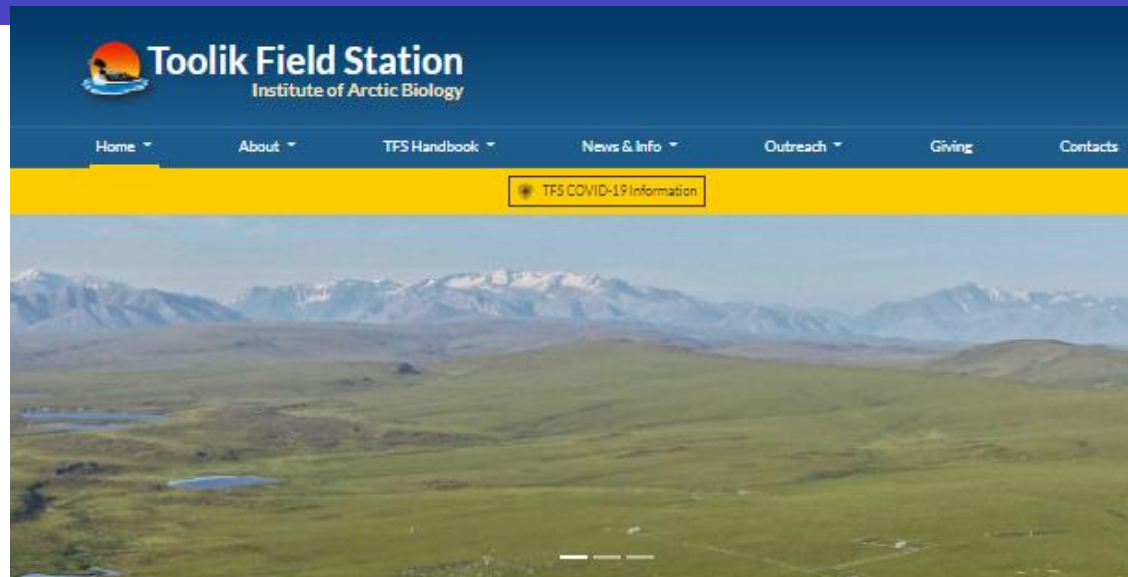 Toolik Field Station
Institute of Arctic Biology
Home About TFS Handbook News & Info Outreach Giving Contacts
TFS COVID-19 Information